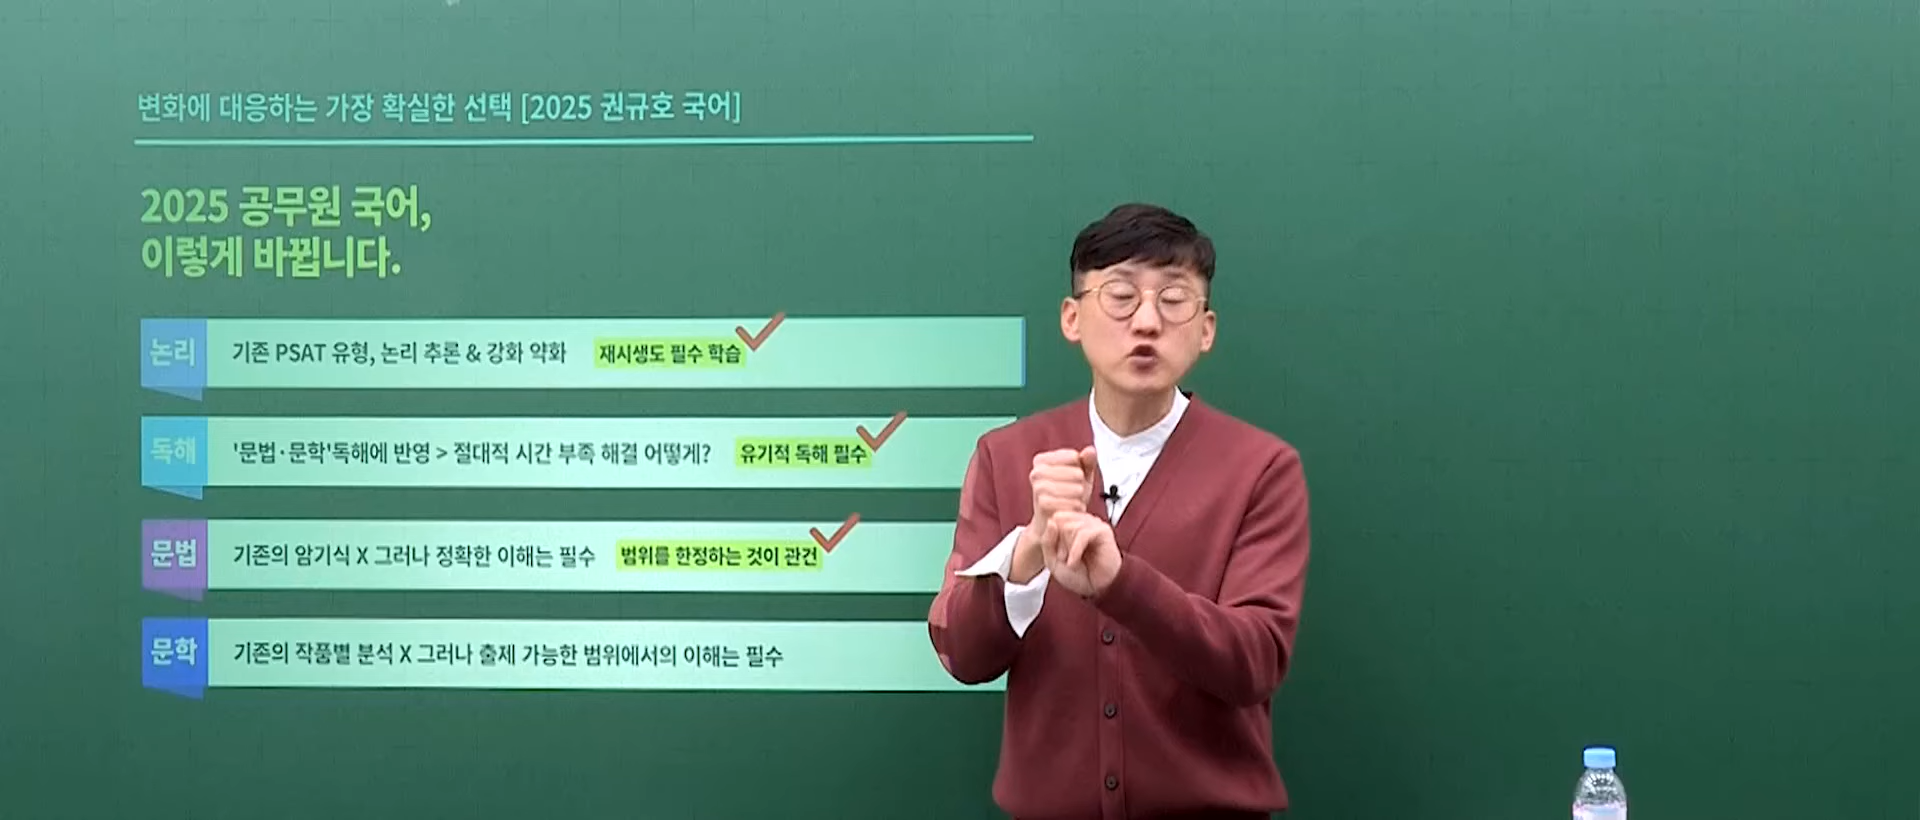 변화에 대응하는 가장 확실한 선택 [2025 권규호 국어]
2025 공무원 국어,
이렇게 바뀝니다.
논리 기존 PSAT 유형, 논리 추론 & 강화 약화 재시생도 필수 학습
독해 '문법·문학'독해에 반영 > 절대적 시간 부족 해결 어떻게? 유기적 독해 필수
문법 기존의 암기식 X 그러나 정확한 이해는 필수 범위를 한정하는 것이 관건
문학 기존의 작품별 분석 X 그러나 출제 가능한 범위에서의 이해는 필수